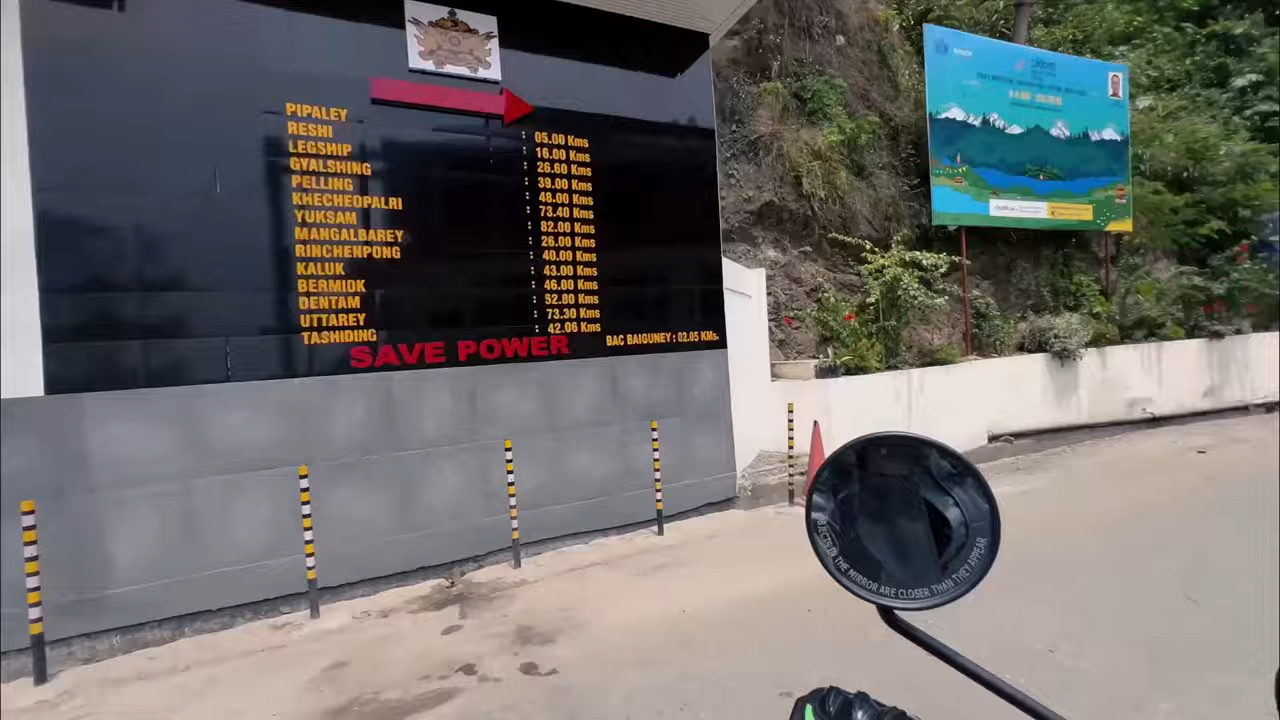 PIPALEY : 05.00 Kms
RESHI : 16.00 Kms
LEGSHIP : 26.60 Kms
GYALSHING : 39.00 Kms
PELLING : 48.00 Kms
KHECHEOPALRI : 73.40 Kms
YUKSAM : 82.00 Kms
MANGALBAREY : 26.00 Kms
RINCHENPONG : 40.00 Kms
KALUK : 43.00 Kms
BERMIOK : 46.00 Kms
DENTAM : 52.80 Kms
UTTAREY : 73.30 Kms
TASHIDING : 42.06 Kms
SAVE POWER
BAC BAIGUNEY : 02.05 KMs.
BJECTS IN THE MIRROR ARE CLOSER THAN THEY APPEAR